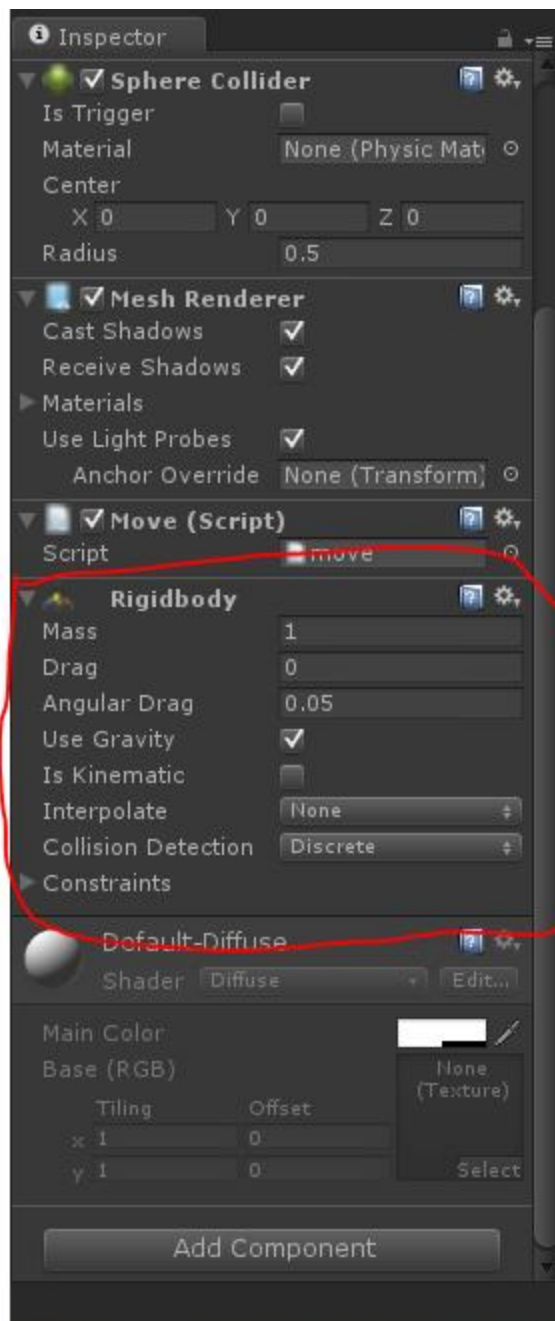 Inspector
Sphere Collider
Is Trigger
Material None (Physic Mat
Center
X 0 Y 0 Z 0
Radius 0.5
Mesh Renderer
Cast Shadows
Receive Shadows
Materials
Use Light Probes
Anchor Override None (Transform)
Move (Script)
Script move
Rigidbody
Mass 1
Drag 0
Angular Drag 0.05
Use Gravity
Is Kinematic
Interpolate None
Collision Detection Discrete
Constraints
Default-Diffuse
Shader Diffuse Edit...
Main Color
Base (RGB) None
(Texture)
Tiling Offset
x 1 0
y 1 0 Select
Add Component